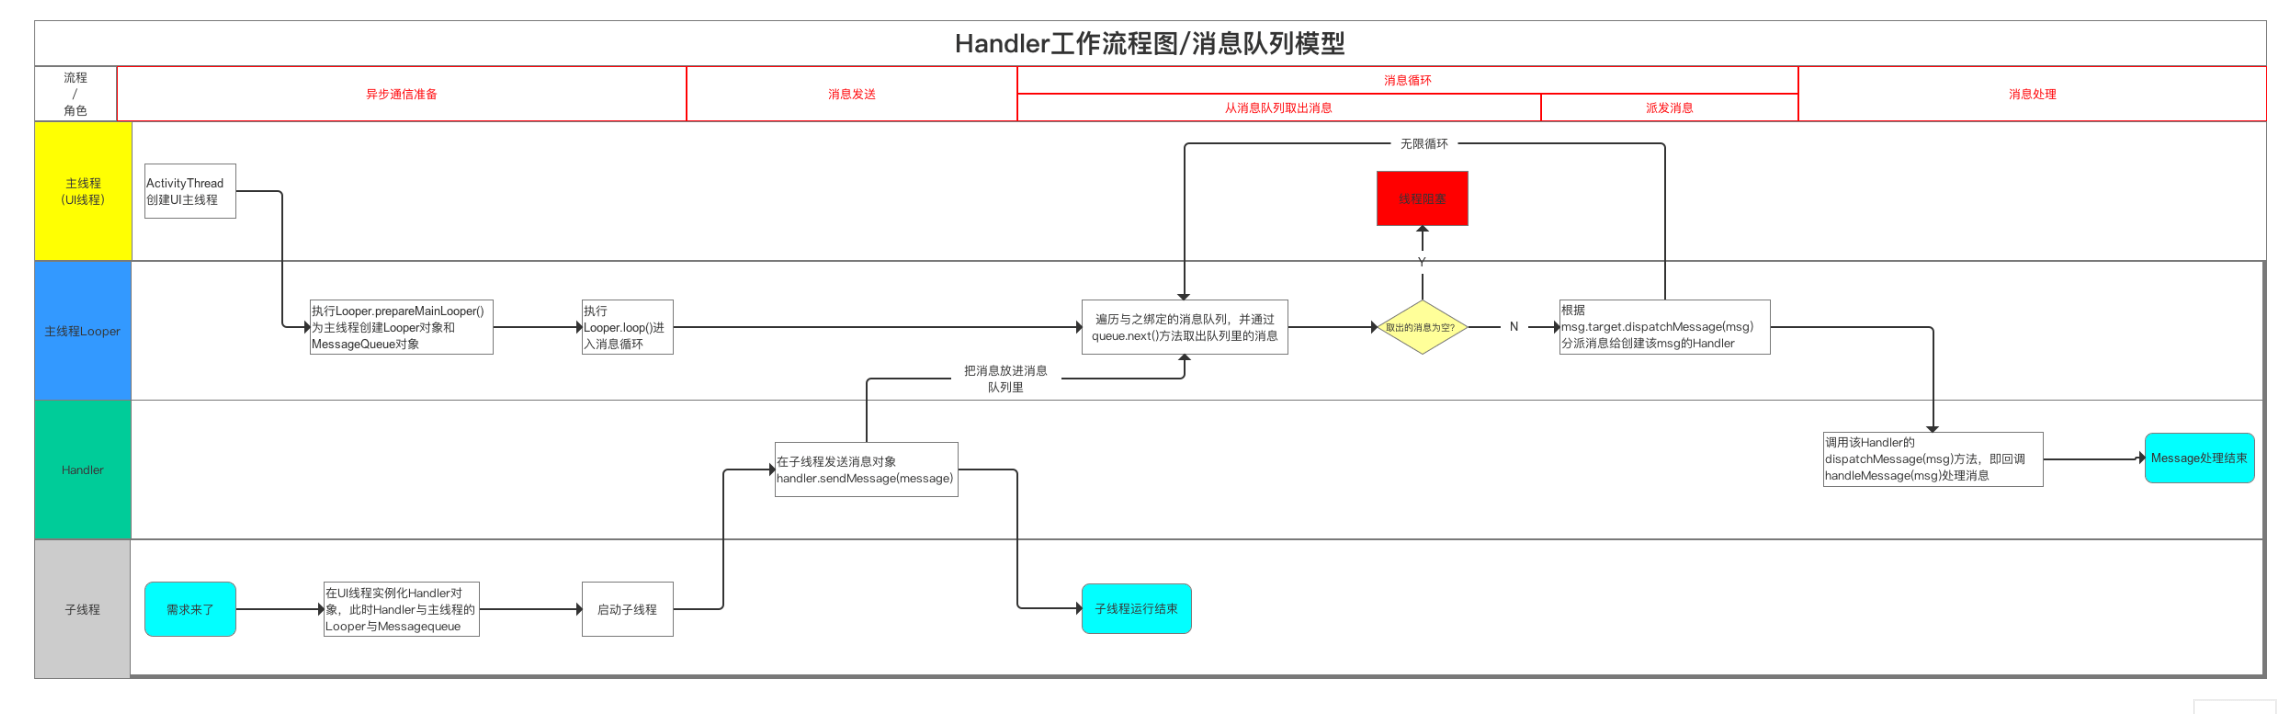 Handler工作流程图/消息队列模型
流程
/
角色
异步通信准备
消息发送
消息循环
从消息队列取出消息
派发消息
消息处理
主线程
(UI线程)
ActivityThread
创建UI主线程
无限循环
线程阻塞
Y
主线程Looper
执行Looper.prepareMainLooper()
为主线程创建Looper对象和
MessageQueue对象
执行
Looper.loop()进
入消息循环
遍历与之绑定的消息队列，并通过
queue.next()方法取出队列里的消息
取出的消息为空?
N
根据
msg.target.dispatchMessage(msg)
分派消息给创建该msg的Handler
把消息放进消息
队列里
Handler
在子线程发送消息对象
handler.sendMessage(message)
调用该Handler的
dispatchMessage(msg)方法，即回调
handleMessage(msg)处理消息
Message处理结束
子线程
需求来了
在UI线程实例化Handler对
象，此时Handler与主线程的
Looper与Messagequeue
启动子线程
子线程运行结束